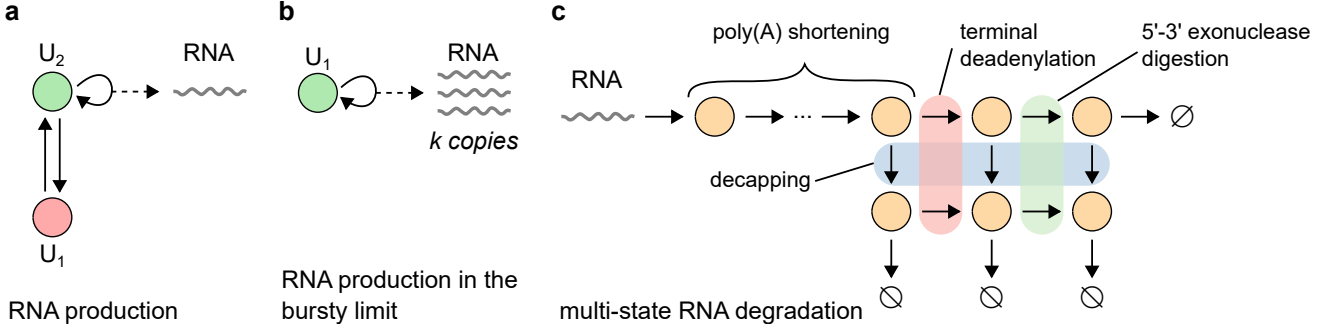 a
U2
RNA
U1
RNA production
b
U1
RNA
k copies
RNA production in the
bursty limit
c
RNA
poly(A) shortening
...
terminal
deadenylation
5'-3' exonuclease
digestion
∅
decapping
∅
∅
∅
multi-state RNA degradation